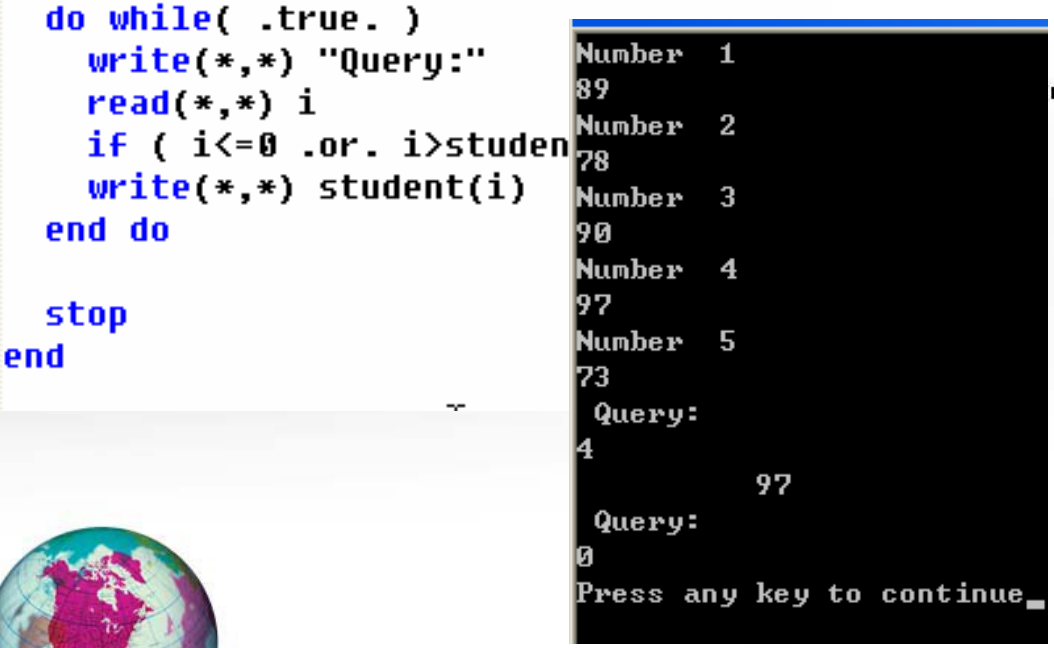 do while( .true. )
write(*,*) "Query:"
read(*,*) i
if ( i<=0 .or. i>studen
write(*,*) student(i)
end do
stop
end
Number 1
89
Number 2
78
Number 3
90
Number 4
97
Number 5
73
Query:
4
97
Query:
0
Press any key to continue_